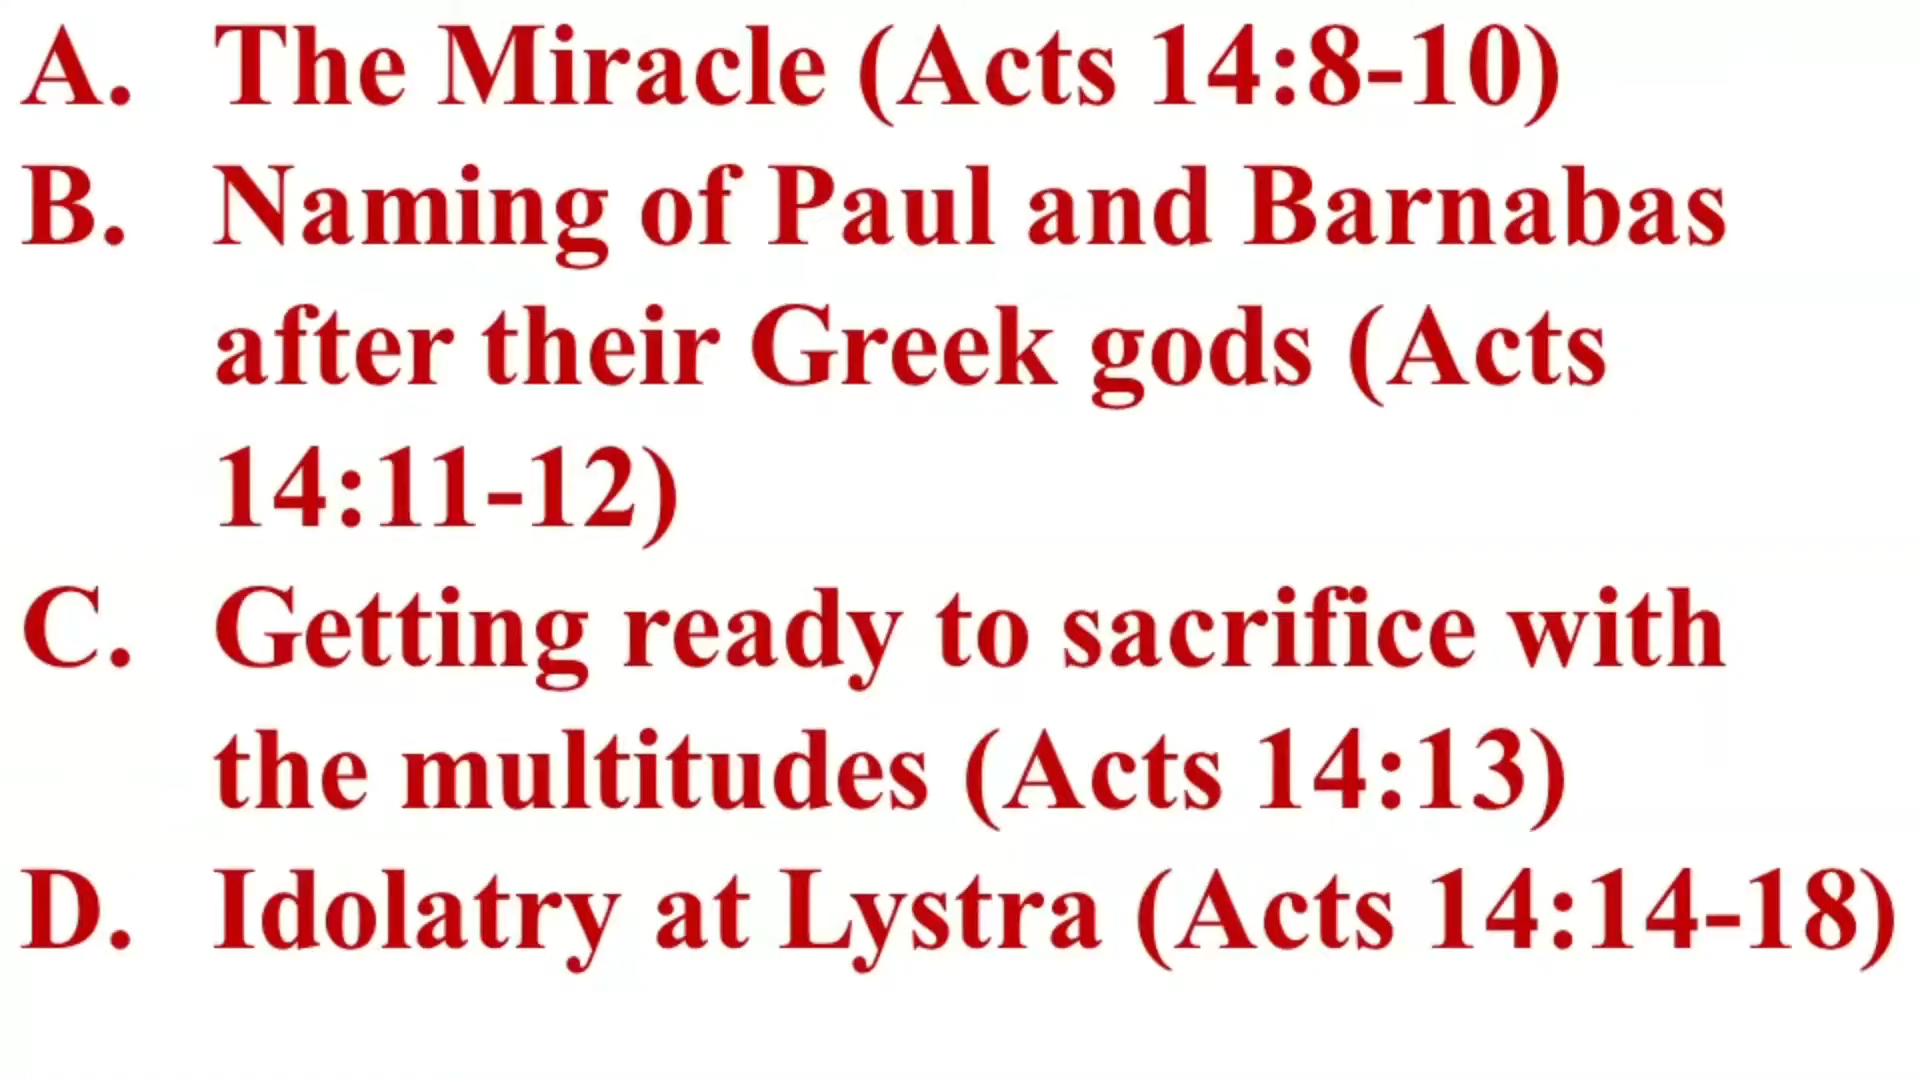 A. The Miracle (Acts 14:8-10)
B. Naming of Paul and Barnabas
after their Greek gods (Acts
14:11-12)
C. Getting ready to sacrifice with
the multitudes (Acts 14:13)
D. Idolatry at Lystra (Acts 14:14-18)